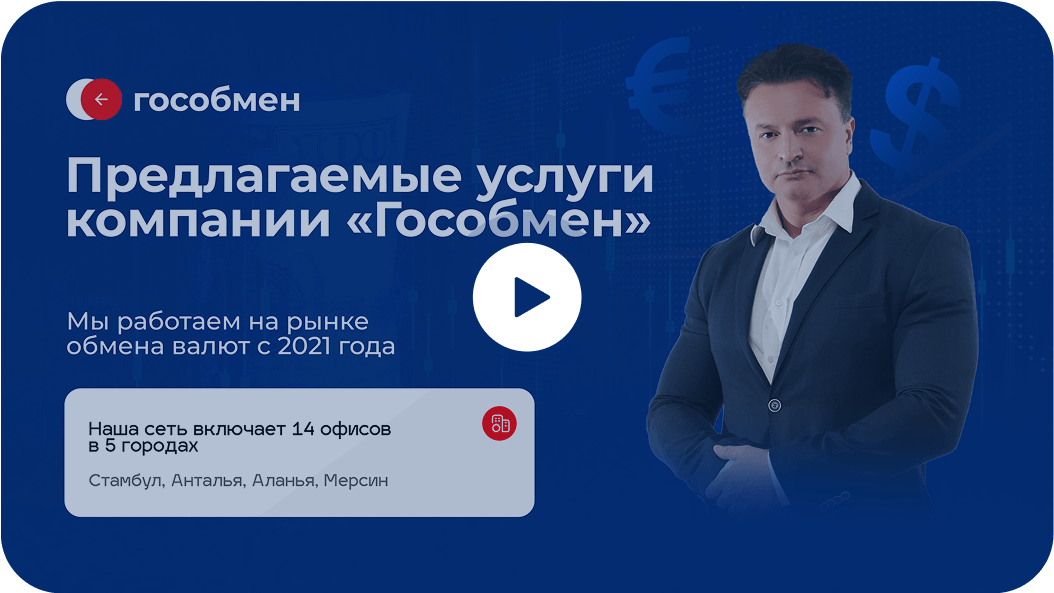 гособмен
Предлагаемые услуги
компании «Гособмен»
Мы работаем на рынке
обмена валют с 2021 года
Наша сеть включает 14 офисов
в 5 городах
Стамбул, Анталья, Аланья, Мерсин